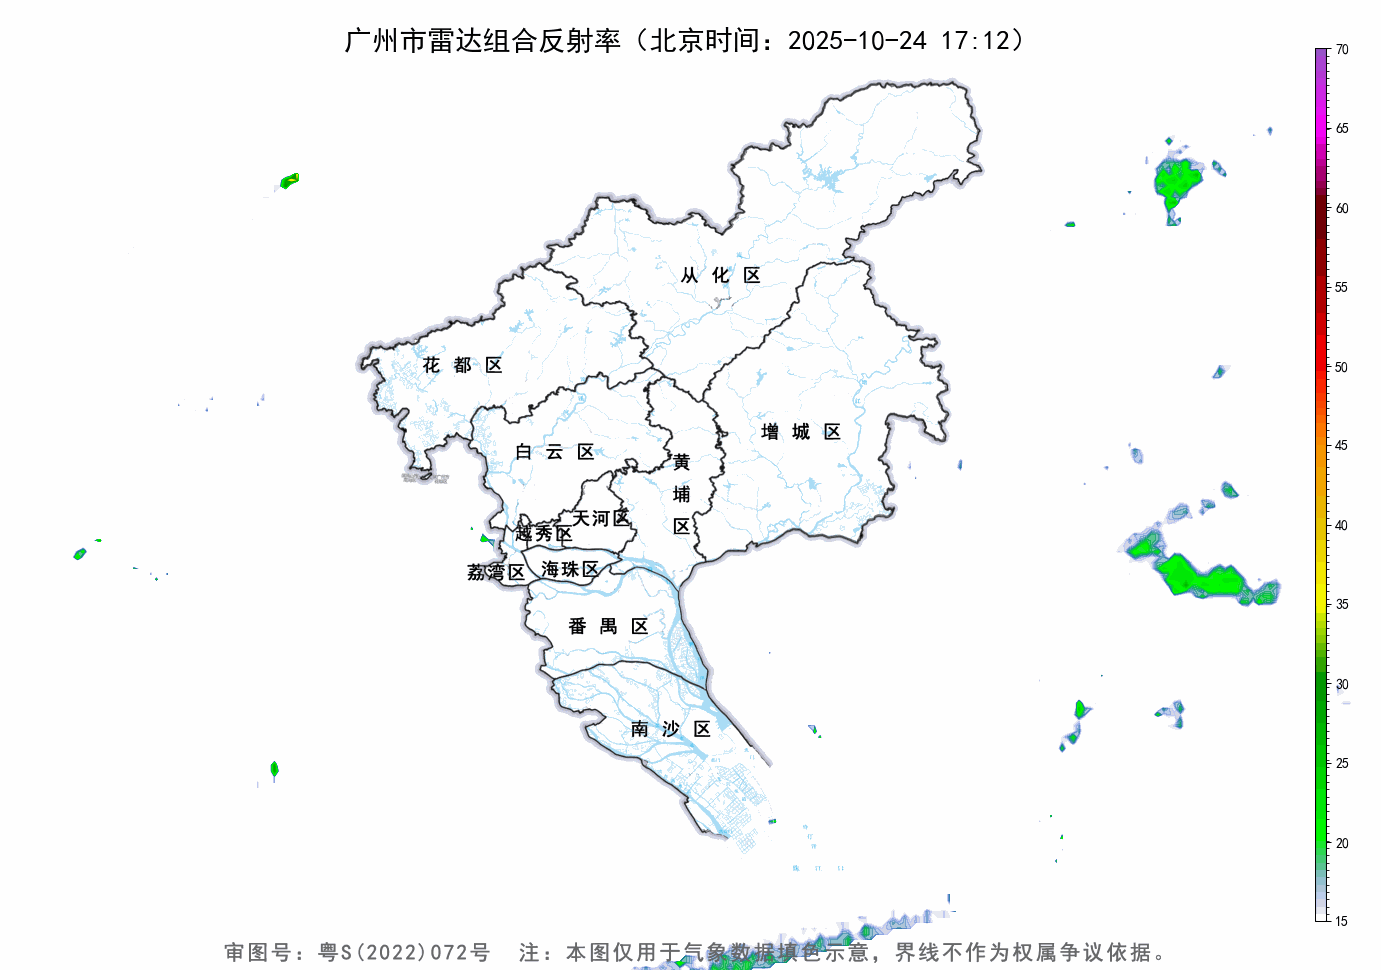 广州市雷达组合反射率（北京时间：2025-10-24 17:12）
70
65
60
55
50
45
40
35
30
25
20
15
从化区
花都区
增城区
白云区
黄埔区
天河区
越秀区
荔湾区
海珠区
番禺区
南沙区
审图号：粤S(2022)072号 注：本图仅用于气象数据填色示意，界线不作为权属争议依据。